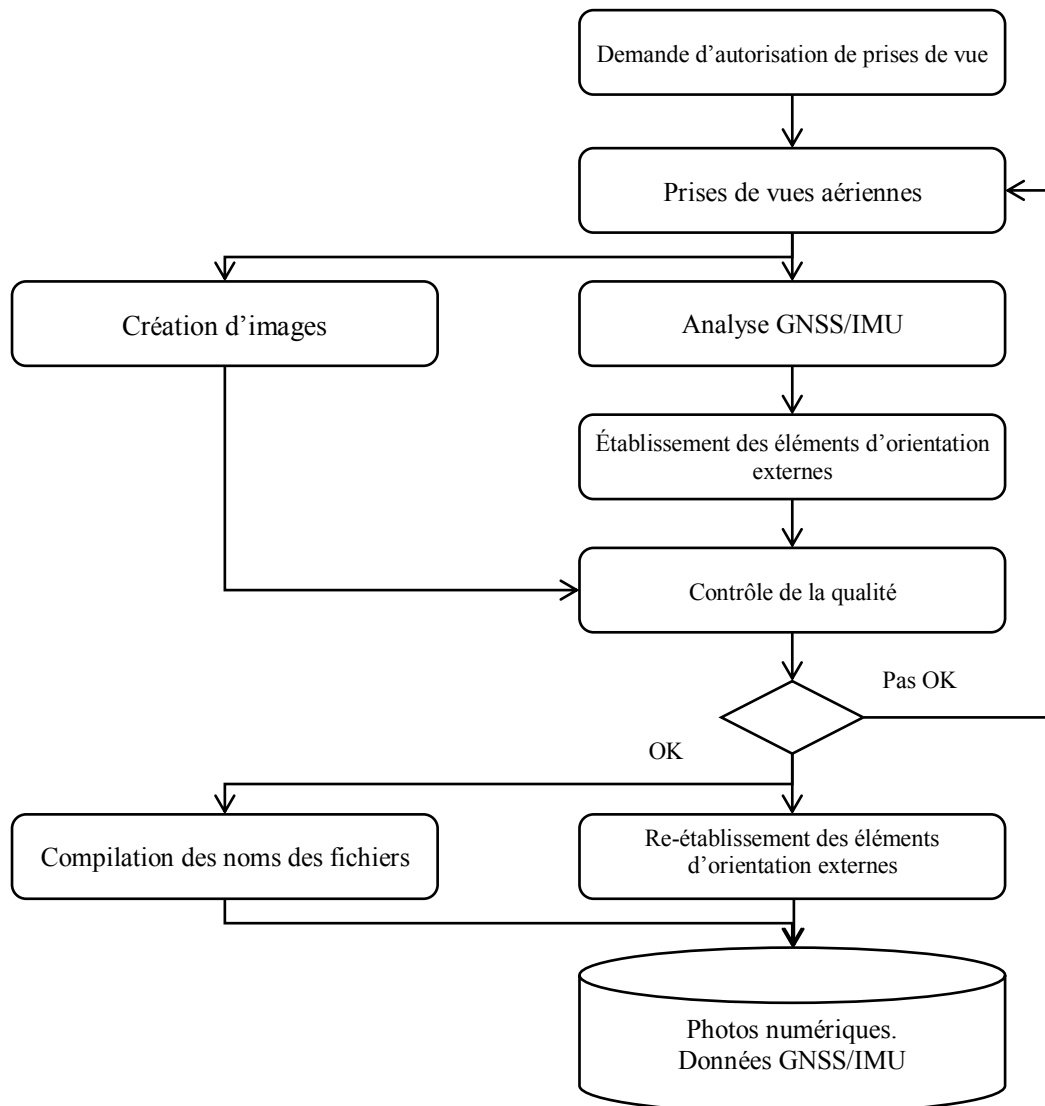 Demande d’autorisation de prises de vue
Prises de vues aériennes
Création d’images
Analyse GNSS/IMU
Établissement des éléments d’orientation
externes
Contrôle de la qualité
Pas OK
OK
Compilation des noms des fichiers
Re-établissement des éléments
d’orientation externes
Photos numériques.
Données GNSS/IMU